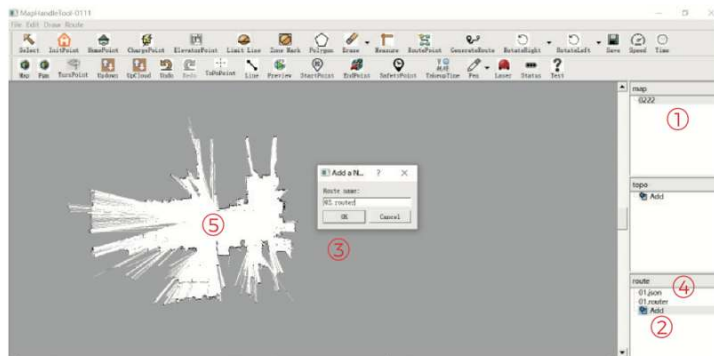 MapHandleTool-0111
File Edit Draw Route
Select InitPoint HomePoint ChargePoint ElevatorPoint Limit Line Zone Mark Polygon Erase Measure RoutePoint GenerateRoute RotateRight RotateLeft Save Speed Time
Map Pgm TurnPoint Updown UpCloud Undo Redo ToPoPoint Line Preview StartPoint EndPoint SafetyPoint TakeupTime Pen Laser Status Test
map
0222
①
topo
Add
Add a N... ? ×
Route name:
OK Cancel
③
⑤
route
④
01.json
01.router
Add
②